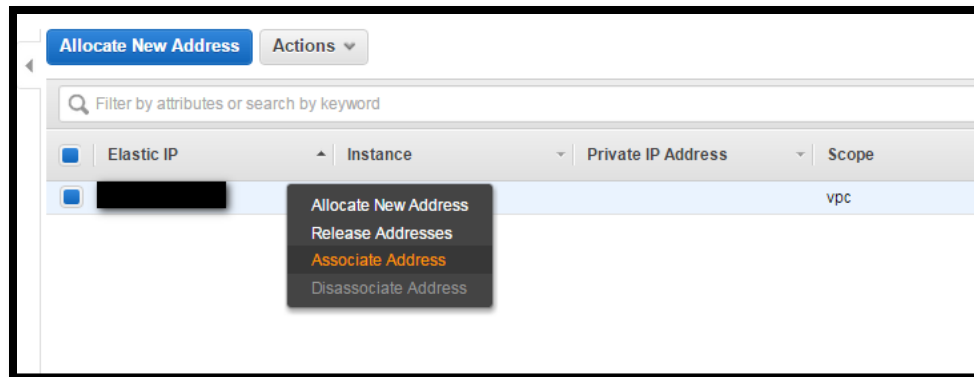 Allocate New Address Actions
Filter by attributes or search by keyword
Elastic IP Instance Private IP Address Scope
vpc
Allocate New Address
Release Addresses
Associate Address
Disassociate Address